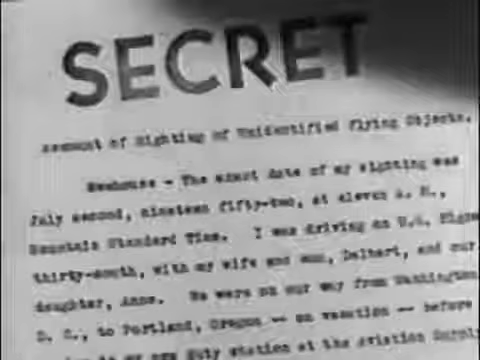 SECRET
Account of Sighting of Unidentified Flying Objects.
Newhouse - The exact date of my sighting was
July second, nineteen fifty-two, at eleven A. M.,
Mountain Standard Time. I was driving on U.S.
thirty-south, with my wife and son, Delbert, and our
daughter, Anne. We were on our way from Washington
D. C., to Portland, Oregon -- on vacation -- before
to my new duty station at the Aviation Supply